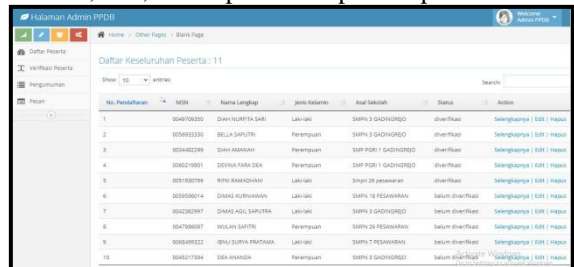 Halaman Admin PPDB
Welcome
Admin PPDB
Home > Other Pages > Blank Page
Daftar Peserta
Verifikasi Peserta
Pengumuman
Pesan
Daftar Keseluruhan Peserta : 11
Show 10 entries
Search:
No. Pendaftaran NISN Nama Lengkap Jenis Kelamin Asal Sekolah Status Action
1 0049709350 DIAH NURFITA SARI Laki-laki SMPN 3 GADINGREJO diverifikasi Selengkapnya | Edit | Hapus
2 0056933330 BELLA SAPUTRI Perempuan SMPN 3 GADINGREJO diverifikasi Selengkapnya | Edit | Hapus
3 0034482299 DIAH AMANAH Perempuan SMP PGRI 1 GADINGREJO diverifikasi Selengkapnya | Edit | Hapus
4 0060219801 DEVINA FARA DEA Perempuan SMP PGRI 1 GADINGREJO diverifikasi Selengkapnya | Edit | Hapus
5 0051930769 RIFKI RAMADHANI Laki-laki Smpn 26 pesawaran diverifikasi Selengkapnya | Edit | Hapus
6 0059596014 DIMAS KURNIAWAN Laki-laki SMPN 18 PESAWARAN belum diverifikasi Selengkapnya | Edit | Hapus
7 0042382997 DIMAS AGIL SAPUTRA Laki-laki SMPN 3 GADINGREJO belum diverifikasi Selengkapnya | Edit | Hapus
8 0047986097 WULAN SAFITRI Perempuan SMPN 26 PESAWARAN belum diverifikasi Selengkapnya | Edit | Hapus
9 0068499322 IBNU SURYA PRATAMA Laki-laki SMPN 7 PESAWARAN belum diverifikasi Selengkapnya | Edit | Hapus
10 0045217384 DEA ANANDA Perempuan SMPN 3 GADINGREJO belum diverifikasi Selengkapnya | Edit | Hapus
Activate Windows